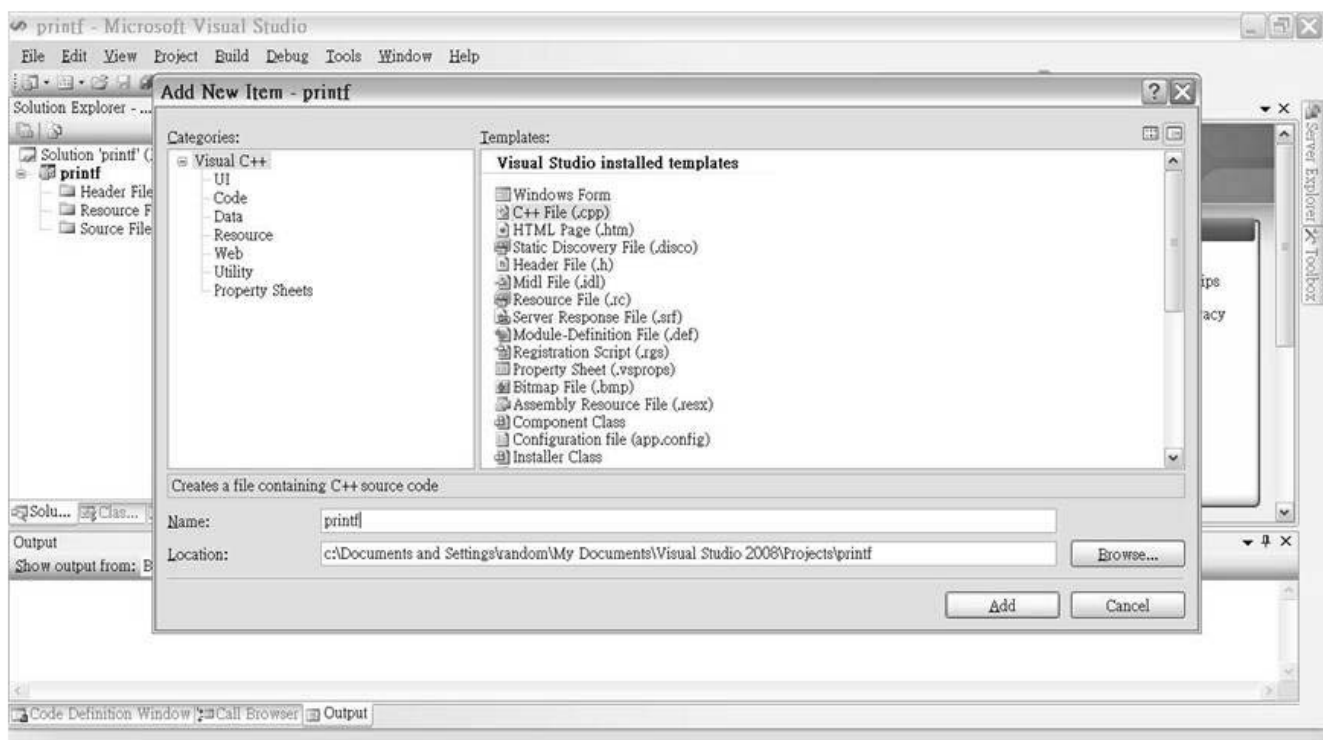 printf - Microsoft Visual Studio
File Edit View Project Build Debug Tools Window Help
Add New Item - printf
Solution Explorer - ...
Categories:
Templates:
Solution 'printf' (
printf
Header File
Resource F
Source File
Visual C++
UI
Code
Data
Resource
Web
Utility
Property Sheets
Visual Studio installed templates
Windows Form
C++ File (.cpp)
HTML Page (.htm)
Static Discovery File (.disco)
Header File (.h)
Midl File (.idl)
Resource File (.rc)
Server Response File (.srf)
Module-Definition File (.def)
Registration Script (.rgs)
Property Sheet (.vsprops)
Bitmap File (.bmp)
Assembly Resource File (.resx)
Component Class
Configuration file (app.config)
Installer Class
Server Explorer
Toolbox
ips
acy
Creates a file containing C++ source code
Solu... Clas...
Name: printf
Location: c:\Documents and Settings\random\My Documents\Visual Studio 2008\Projects\printf
Browse...
Add Cancel
Output
Show output from: B
Code Definition Window Call Browser Output